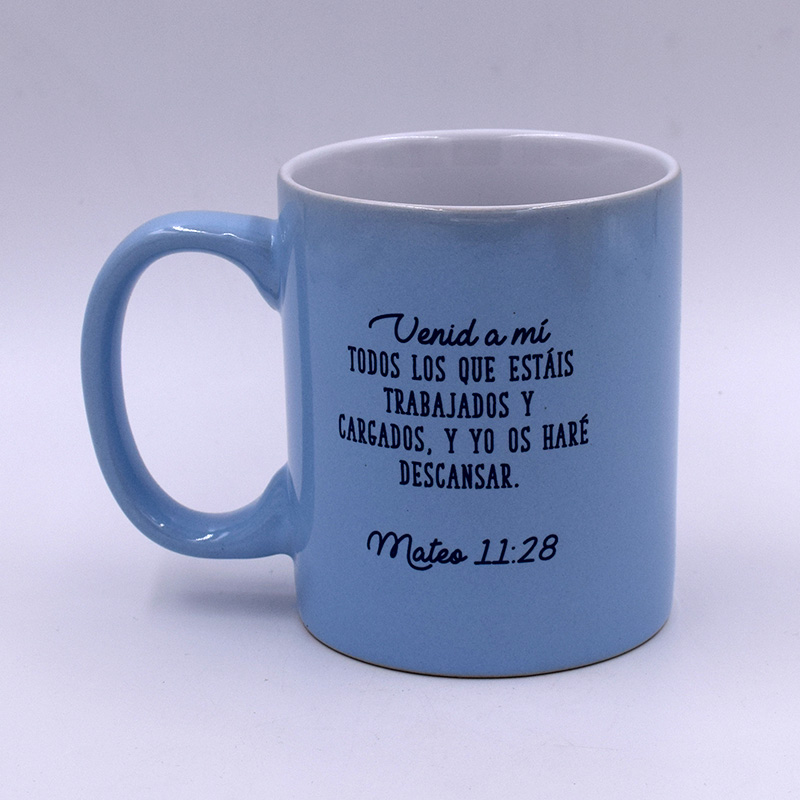 Venid a mí
TODOS LOS QUE ESTÁIS
TRABAJADOS Y
CARGADOS, Y YO OS HARÉ
DESCANSAR.
Mateo 11:28